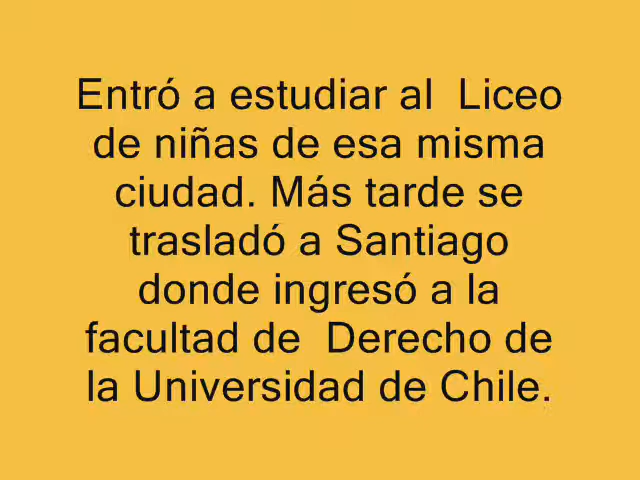 Entró a estudiar al  Liceo
de niñas de esa misma
ciudad. Más tarde se
trasladó a Santiago
donde ingresó a la
facultad de  Derecho de
la Universidad de Chile.